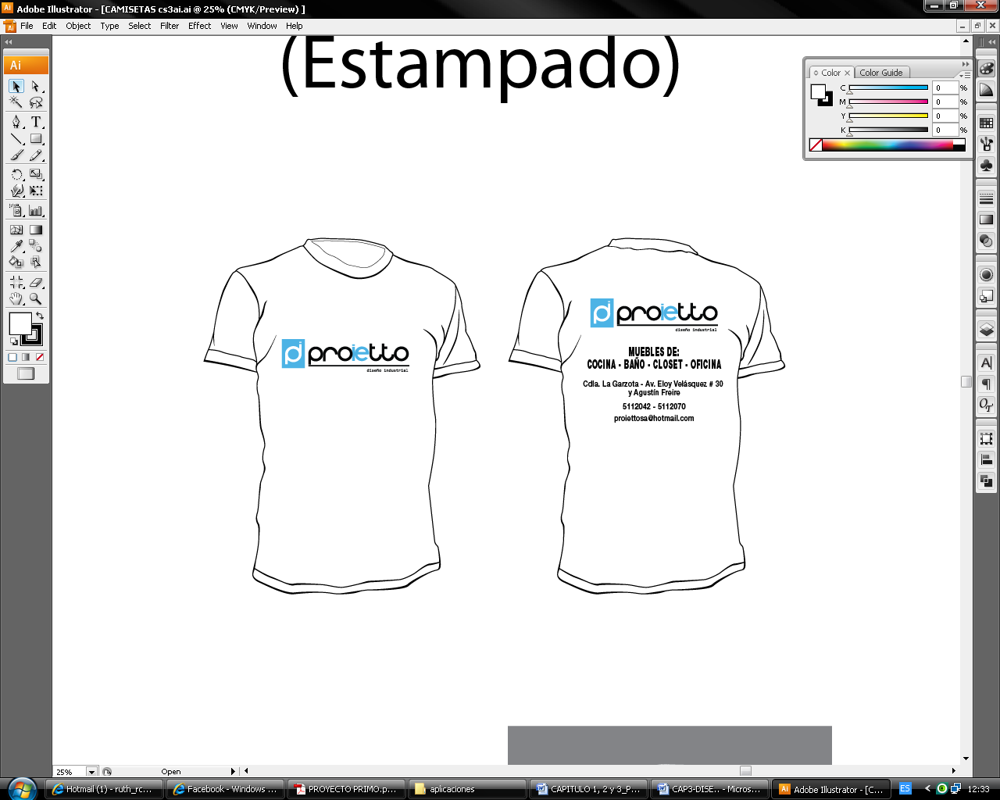 Adobe Illustrator - [CAMISETAS cs3ai.ai @ 25% (CMYK/Preview) ]
File Edit Object Type Select Filter Effect View Window Help
Ai
(Estampado)
Color Color Guide
C 0 %
M 0 %
Y 0 %
K 0 %
proietto
diseño industrial
proietto
diseño industrial
MUEBLES DE:
COCINA - BAÑO - CLOSET - OFICINA
Cdla. La Garzota - Av. Eloy Velásquez # 30
y Agustín Freire
5112042 - 5112070
proiettosa@hotmail.com
25% Open
Hotmail (1) - ruth_rc... Facebook - Windows ... PROYECTO PRIMO.p... aplicaciones CAPITULO 1, 2 y 3_P... CAP3-DISE.. - Micros... Adobe Illustrator - [C... ES 12:33